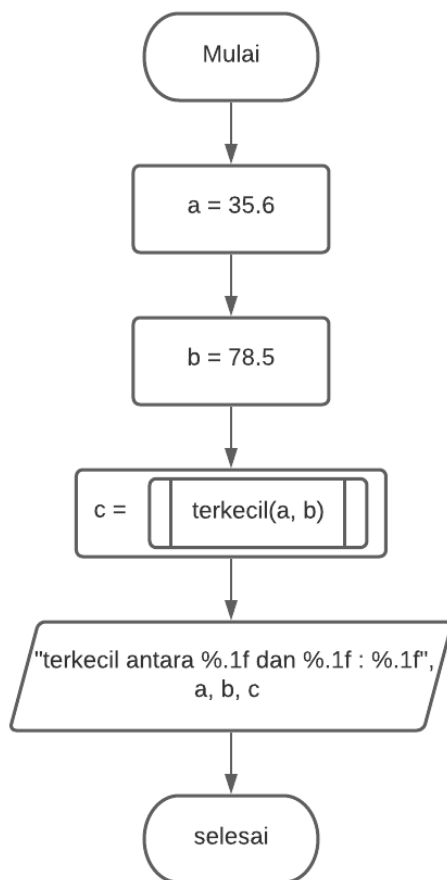 Mulai
a = 35.6
b = 78.5
c = terkecil(a, b)
"terkecil antara %.1f dan %.1f : %.1f",
a, b, c
selesai